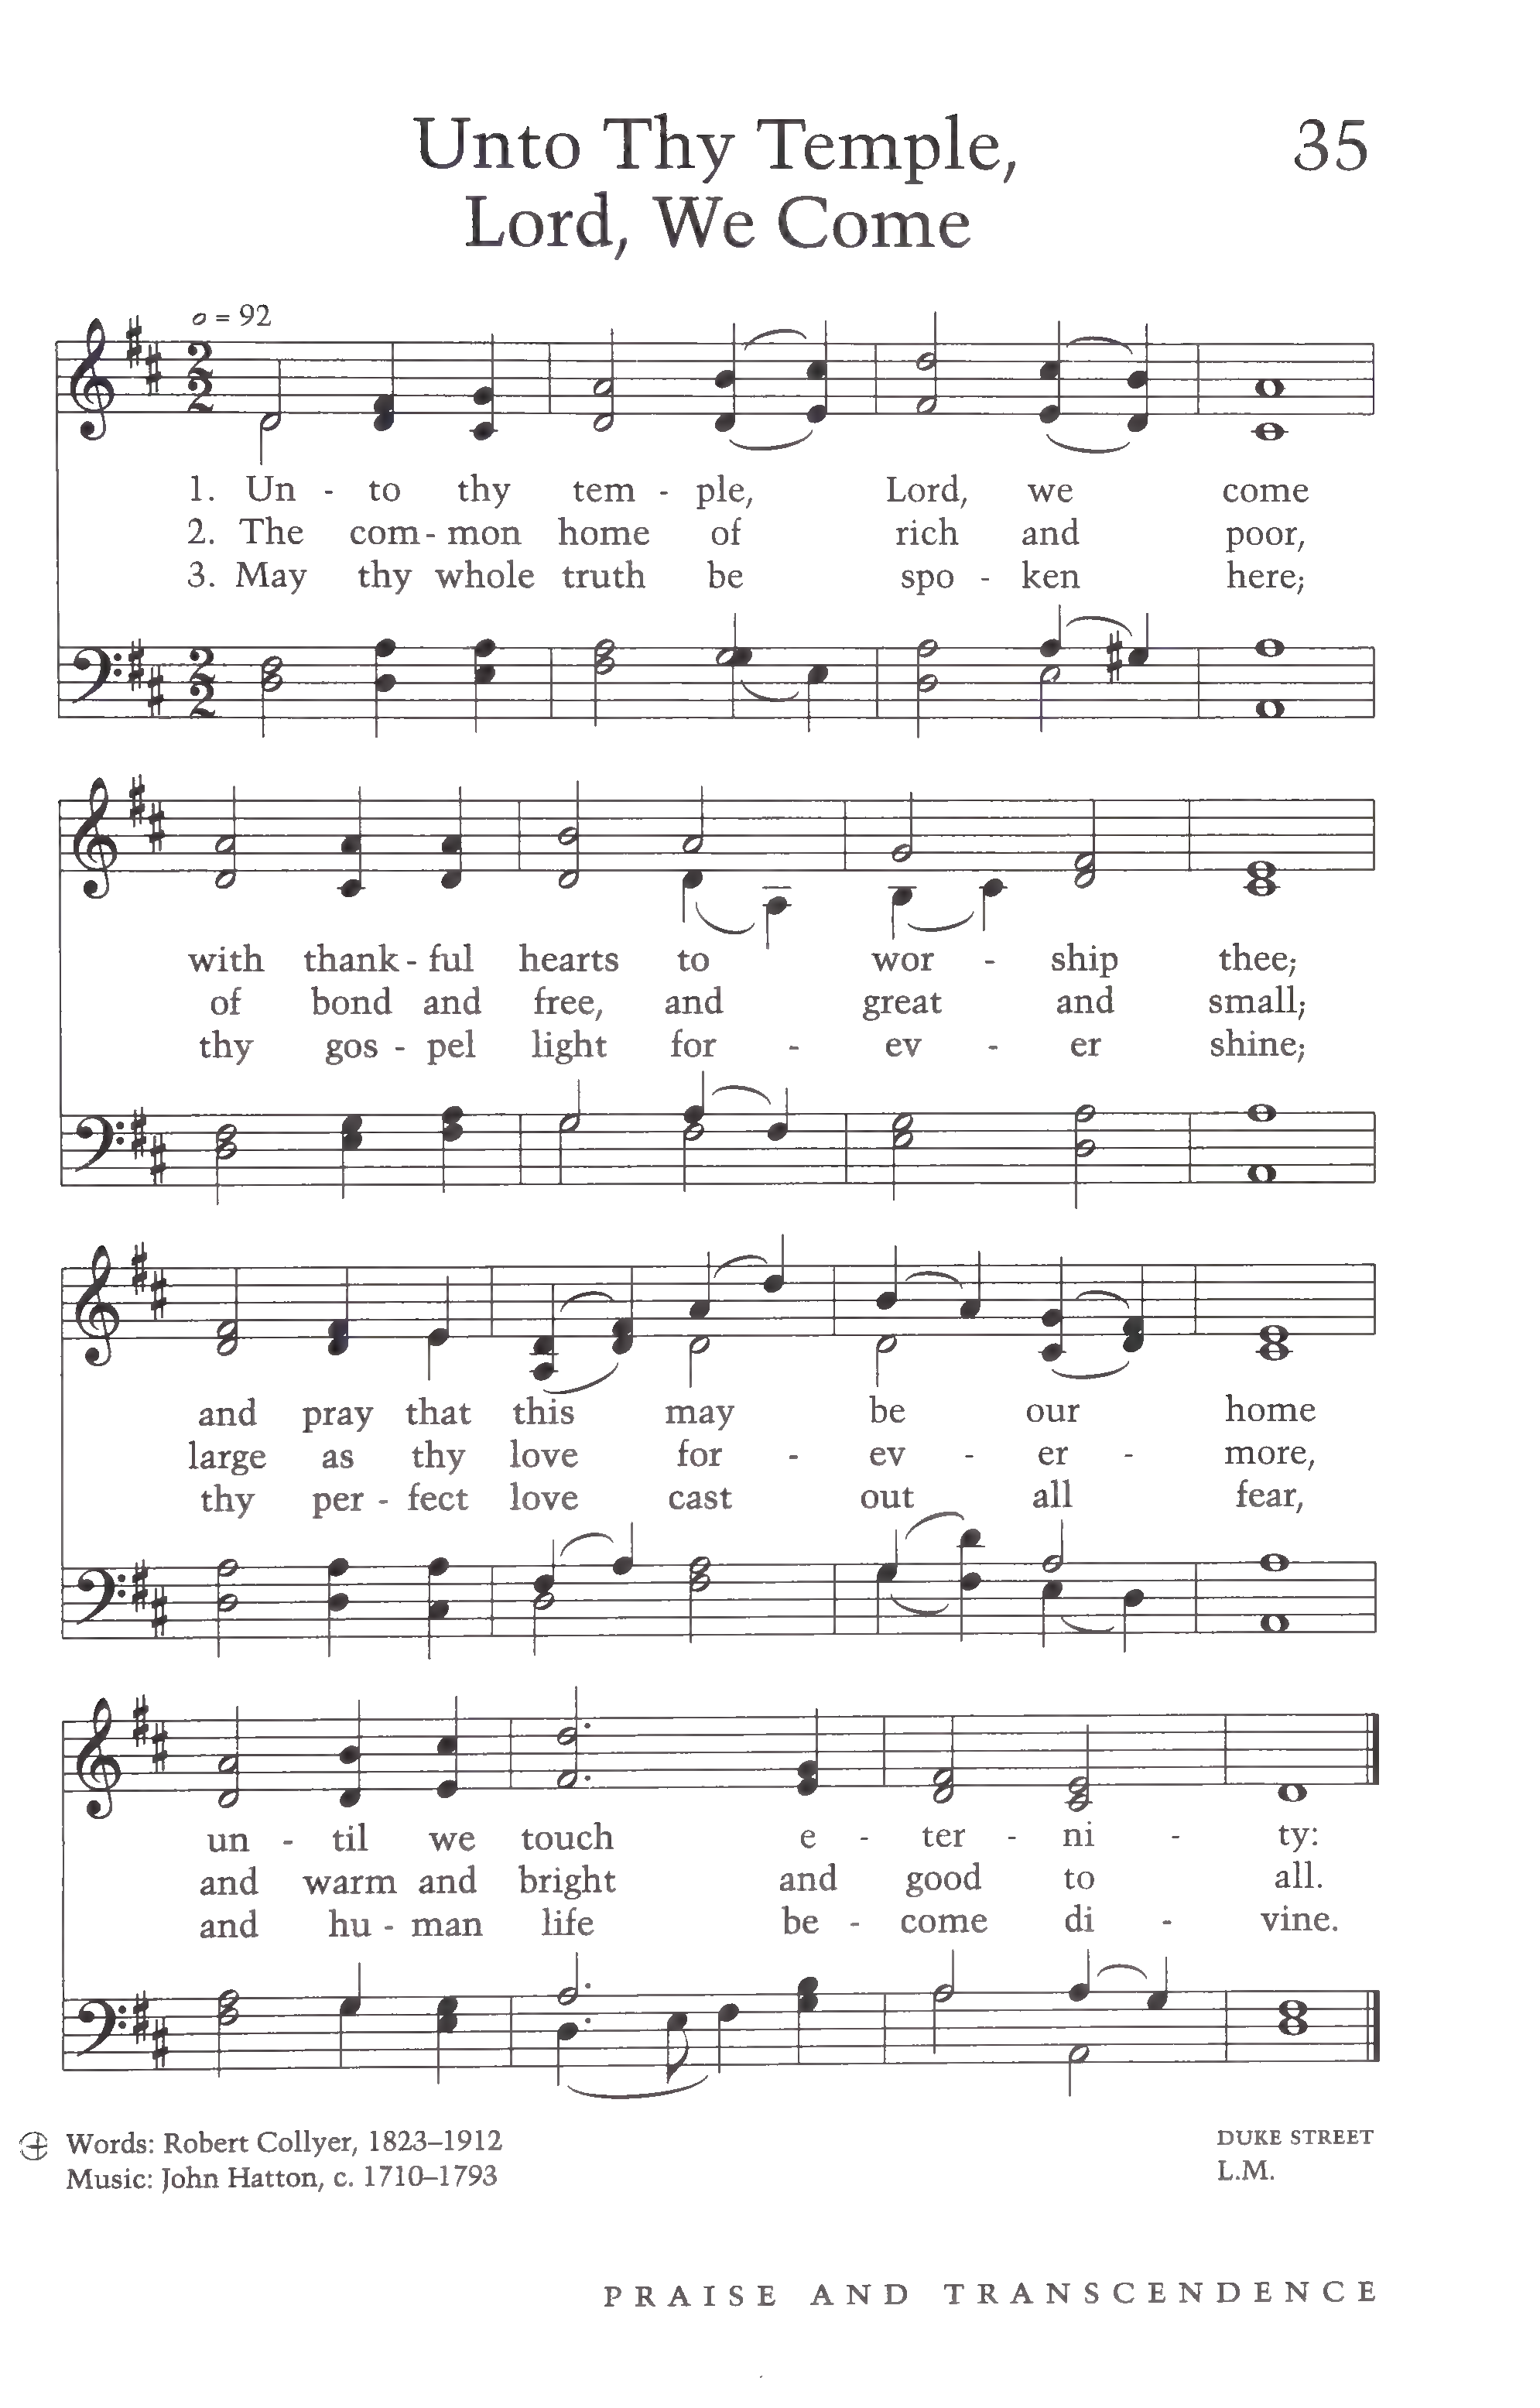 Unto Thy Temple,
Lord, We Come
35
𝅗𝅥 = 92
1. Un - to thy tem - ple, Lord, we come
2. The com - mon home of rich and poor,
3. May thy whole truth be spo - ken here;
with thank - ful hearts to wor - ship thee;
of bond and free, and great and small;
thy gos - pel light for - ev - er shine;
and pray that this may be our home
large as thy love for - ev - er - more,
thy per - fect love cast out all fear,
un - til we touch e - ter - ni - ty:
and warm and bright and good to all.
and hu - man life be - come di - vine.
Words: Robert Collyer, 1823–1912
Music: John Hatton, c. 1710–1793
DUKE STREET
L.M.
PRAISE AND TRANSCENDENCE